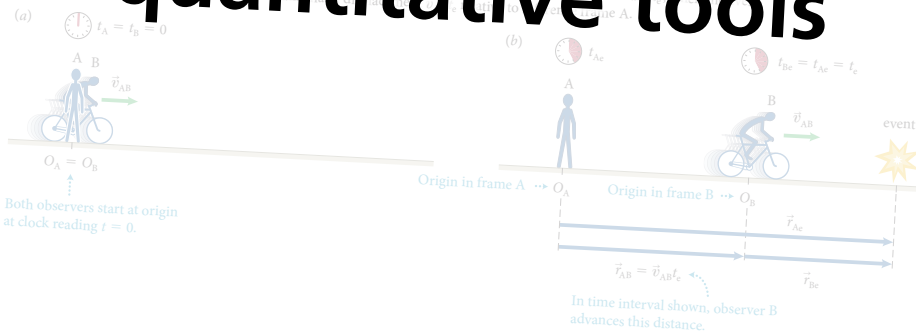 quantitative tools
(a)
t_A = t_B = 0
A B
v⃗_AB
O_A = O_B
Both observers start at origin
at clock reading t = 0.
(b)
t_Ae
t_Be = t_Ae = t_e
A
B
v⃗_AB
event
Origin in frame A
O_A
Origin in frame B
O_B
r⃗_Ae
r⃗_AB = v⃗_AB t_e
r⃗_Be
In time interval shown, observer B
advances this distance.